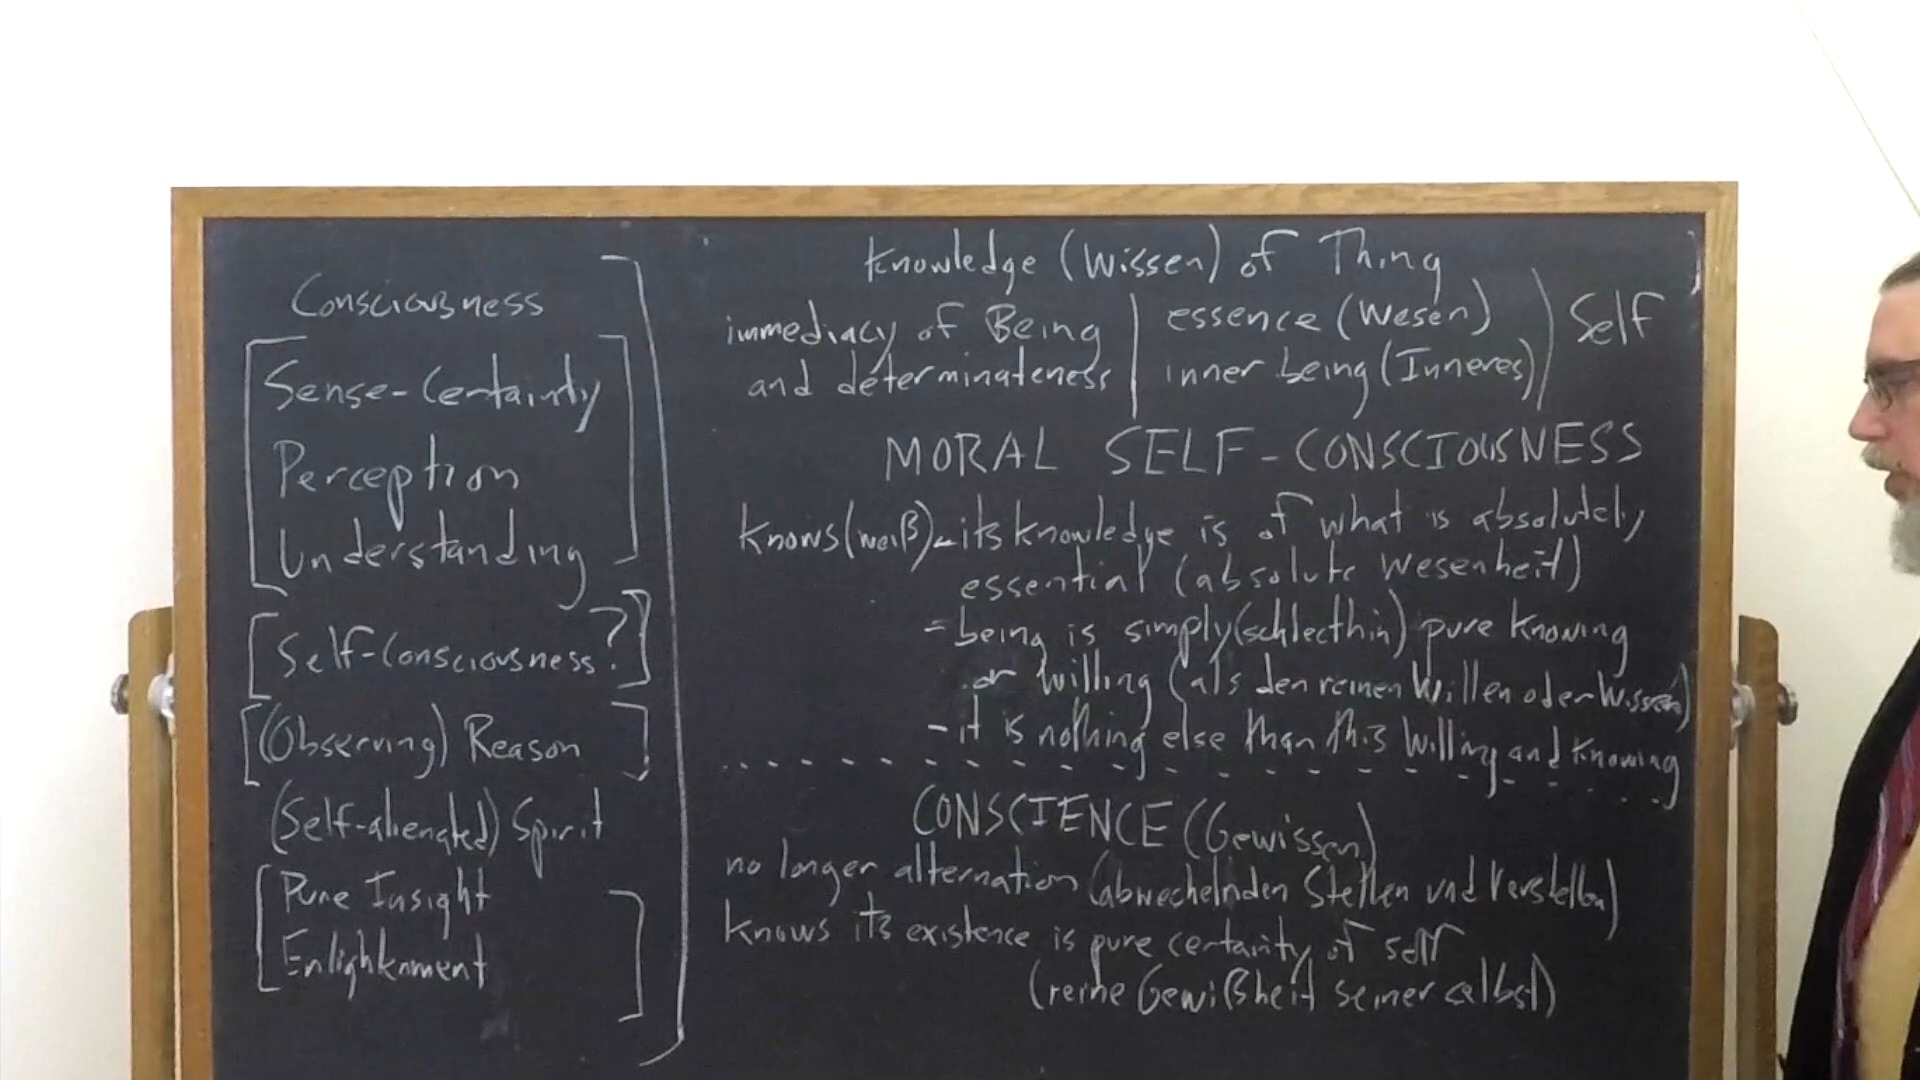 Consciousness
Sense-Certainty
Perception
Understanding
Self-Consciousness?
(Observing) Reason
(Self-alienated) Spirit
Pure Insight
Enlightenment
Knowledge (Wissen) of Thing
immediacy of Being
and determinateness
essence (Wesen)
inner being (Inneres)
Self
MORAL SELF-CONSCIOUSNESS
Knows (weiß) - its knowledge is of what is absolutely
essential (absolute Wesenheit)
- being is simply (schlecthin) pure Knowing
or willing (als den reinen Willen oder Wissen)
- it is nothing else than this Willing and Knowing
CONSCIENCE (Gewissen)
no longer alternation (abwechelnden Stellen und Verstellen)
Knows its existence is pure certainty of self
(reine Gewißheit seiner selbst)